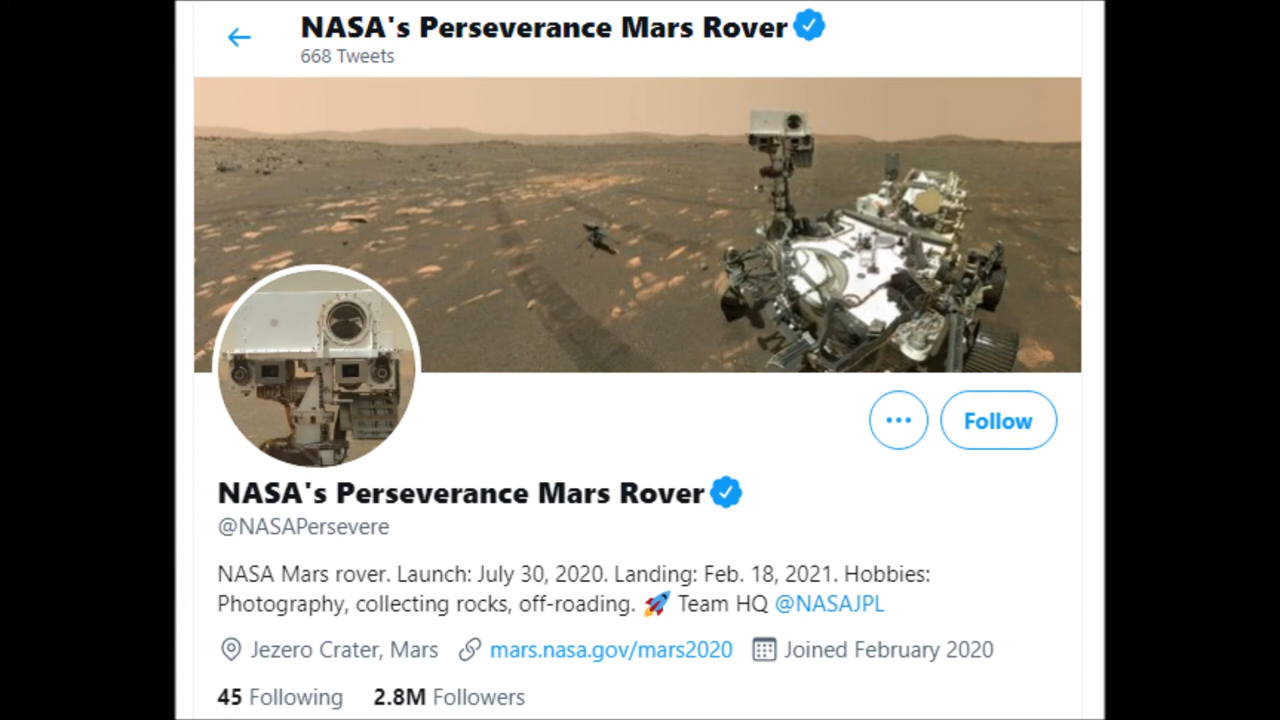 NASA's Perseverance Mars Rover
668 Tweets
Follow
NASA's Perseverance Mars Rover
@NASAPersevere
NASA Mars rover. Launch: July 30, 2020. Landing: Feb. 18, 2021. Hobbies:
Photography, collecting rocks, off-roading. 🚀 Team HQ @NASAJPL
Jezero Crater, Mars mars.nasa.gov/mars2020 Joined February 2020
45 Following 2.8M Followers